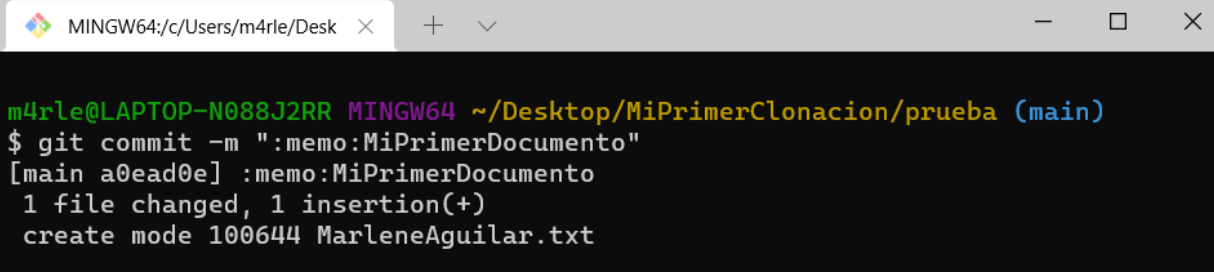 MINGW64:/c/Users/m4rle/Desk
m4rle@LAPTOP-N088J2RR MINGW64 ~/Desktop/MiPrimerClonacion/prueba (main)
$ git commit -m ":memo:MiPrimerDocumento"
[main a0ead0e] :memo:MiPrimerDocumento
 1 file changed, 1 insertion(+)
 create mode 100644 MarleneAguilar.txt